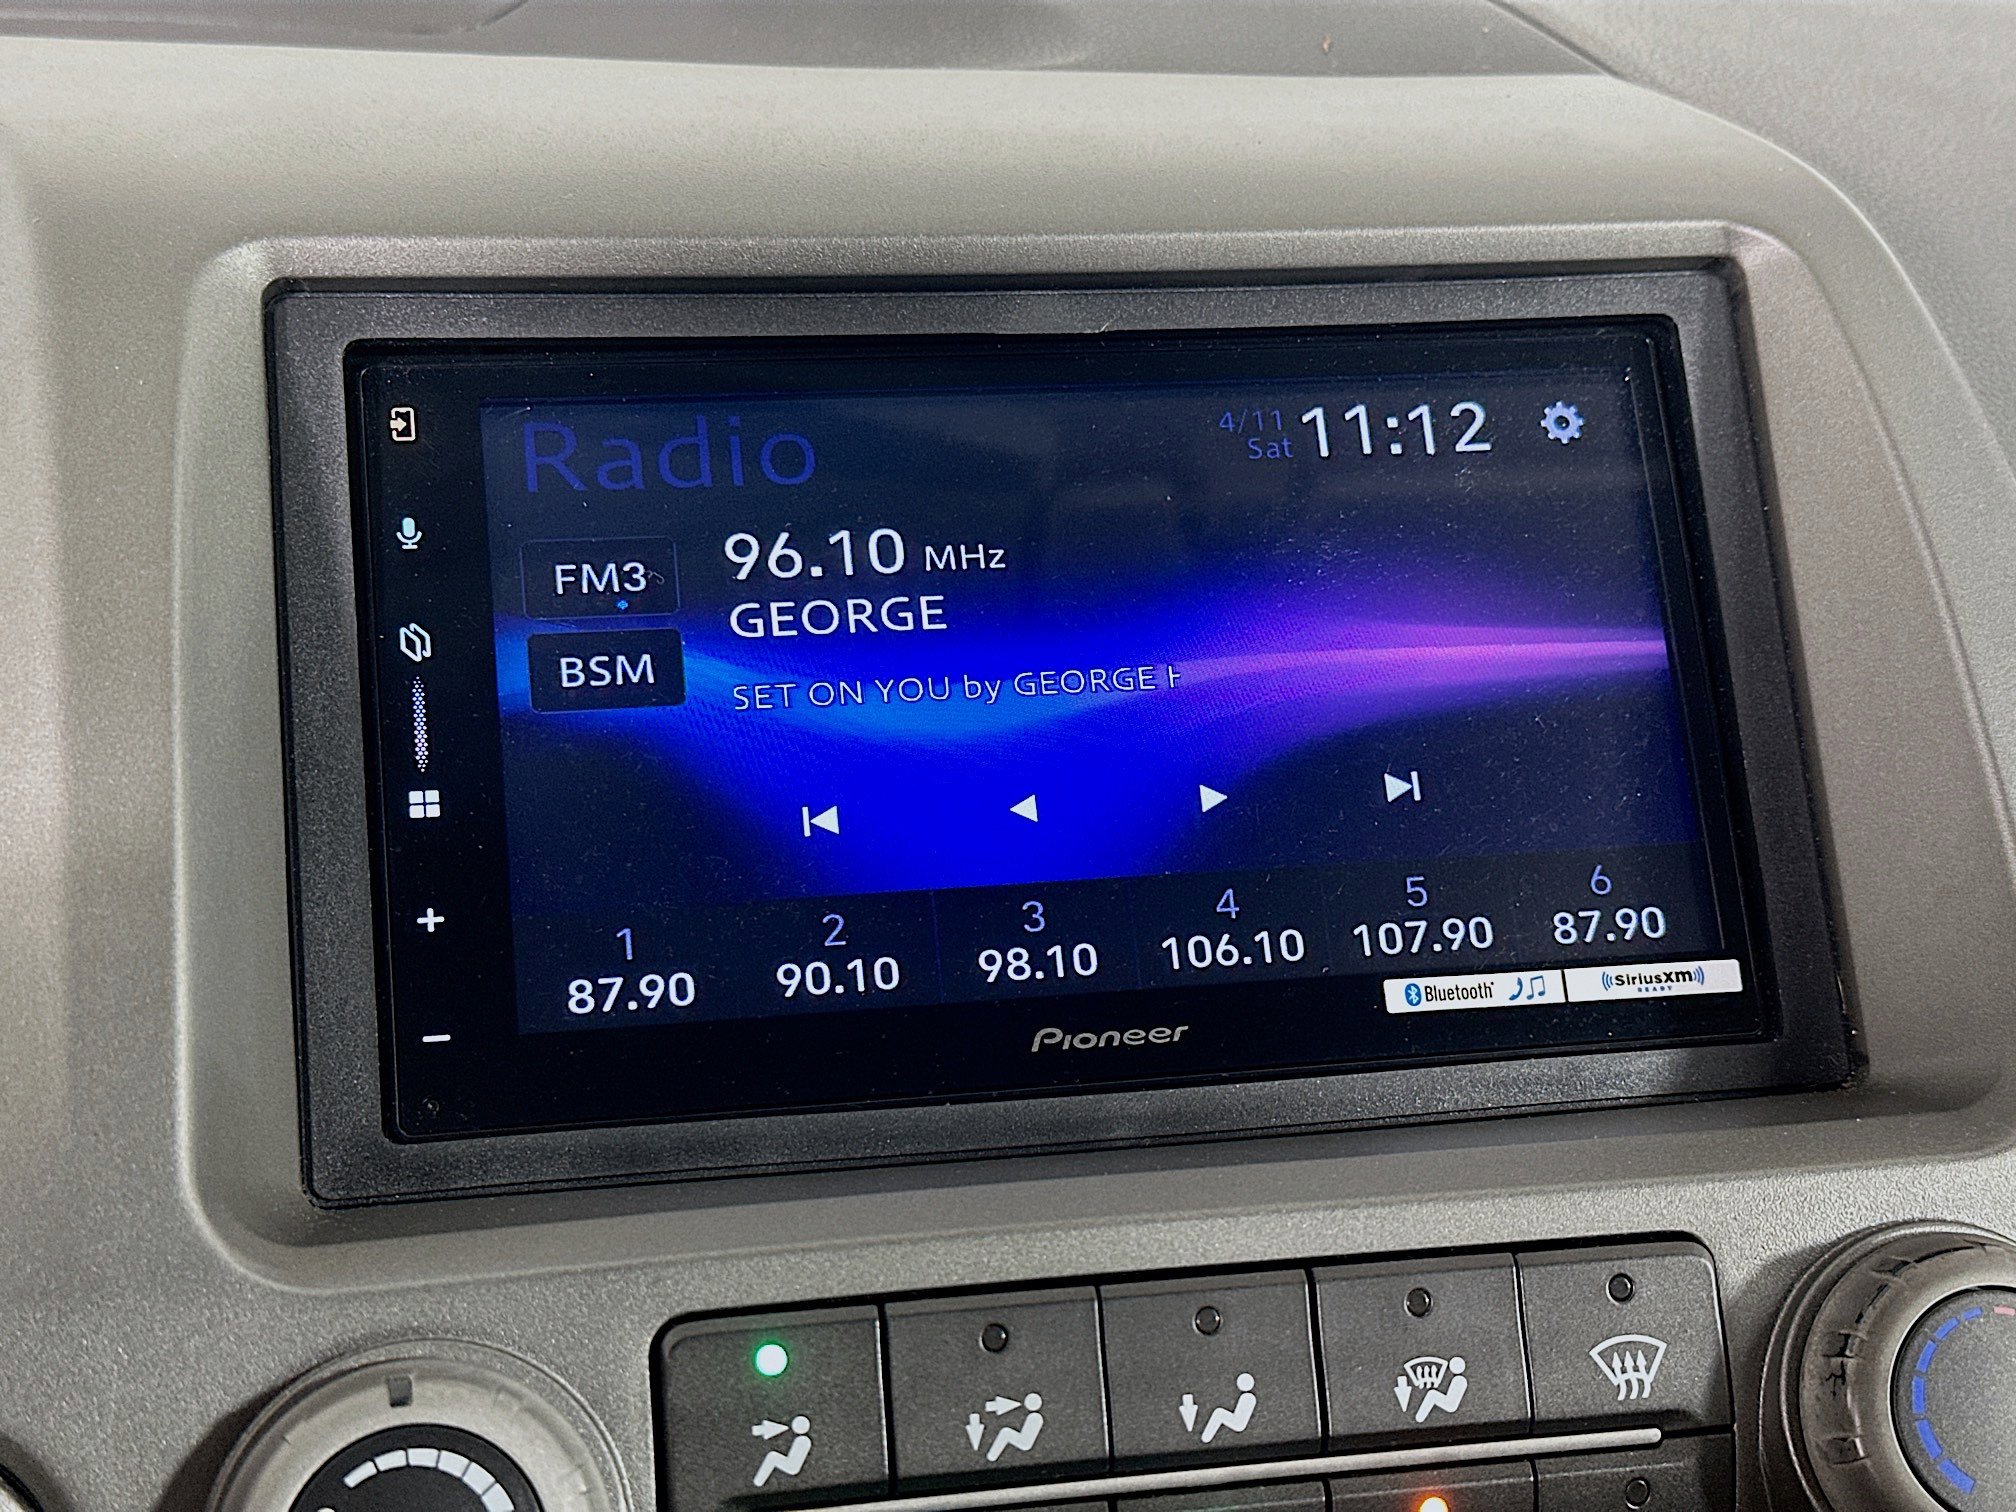 Radio
4/11
Sat
11:12
FM3
96.10 MHz
GEORGE
BSM
SET ON YOU by GEORGE
1 2 3 4 5 6
87.90 90.10 98.10 106.10 107.90 87.90
Bluetooth
SiriusXM
READY
Pioneer